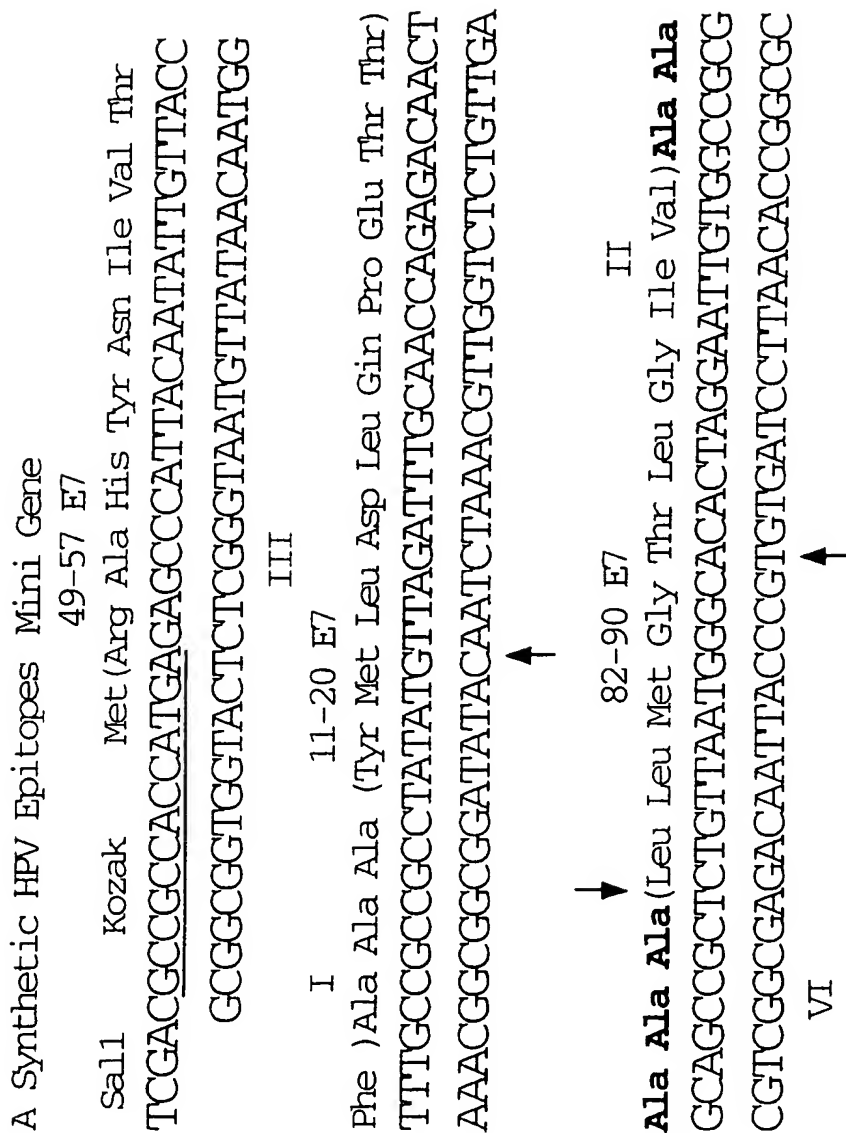 A Synthetic HPV Epitopes Mini Gene
49-57 E7
Sall Kozak Met(Arg Ala His Tyr Asn Ile Val Thr
TCGACGCCGCCACCATGAGAGCCCATTACAATATTGTTACC
GCGGCGGTGGTACTCTCGGGTAATGTTATAACAATGG
III
I 11-20 E7
Phe )Ala Ala Ala (Tyr Met Leu Asp Leu Gin Pro Glu Thr Thr)
TTTGCCGCCGCCTATATGTTAGATTTGCAACCAGAGACAACT
AAACGGCGGCGGATATACAATCTAAACGTTGGTCTCTGTTGA
82-90 E7 II
Ala Ala Ala(Leu Leu Met Gly Thr Leu Gly Ile Val)Ala Ala
GCAGCCGCTCTGTTAATGGGCACACTAGGAATTGTGGCCGCG
CGTCGGCGAGACAATTACCCGTGTGATCCTTAACACCGGCGC
VI